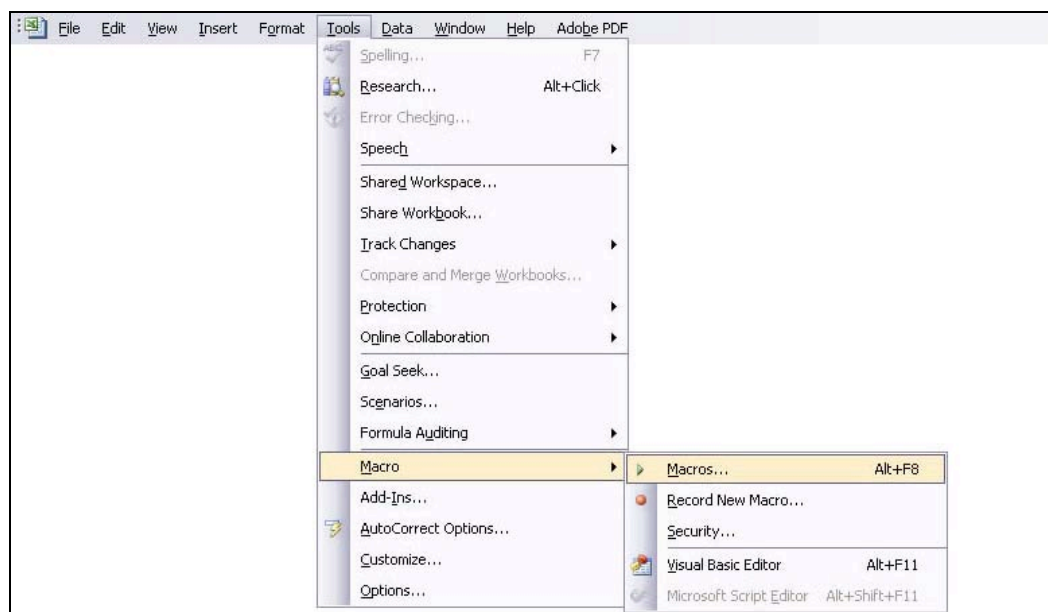 File Edit View Insert Format Tools Data Window Help Adobe PDF
Spelling... F7
Research... Alt+Click
Error Checking...
Speech
Shared Workspace...
Share Workbook...
Track Changes
Compare and Merge Workbooks...
Protection
Online Collaboration
Goal Seek...
Scenarios...
Formula Auditing
Macro
Add-Ins...
AutoCorrect Options...
Customize...
Options...
Macros... Alt+F8
Record New Macro...
Security...
Visual Basic Editor Alt+F11
Microsoft Script Editor Alt+Shift+F11